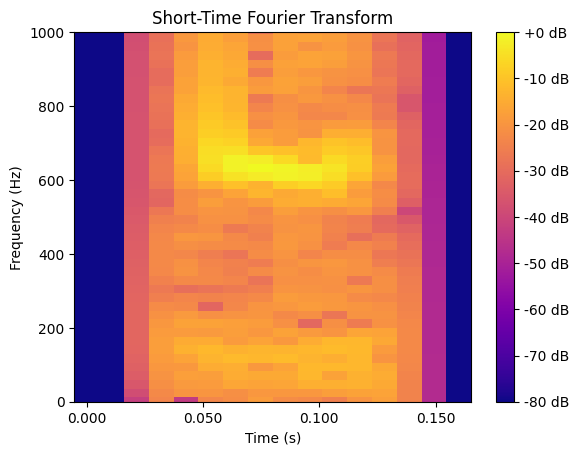 Short-Time Fourier Transform
1000
800
600
400
200
0
Frequency (Hz)
0.000
0.050
0.100
0.150
Time (s)
+0 dB
-10 dB
-20 dB
-30 dB
-40 dB
-50 dB
-60 dB
-70 dB
-80 dB